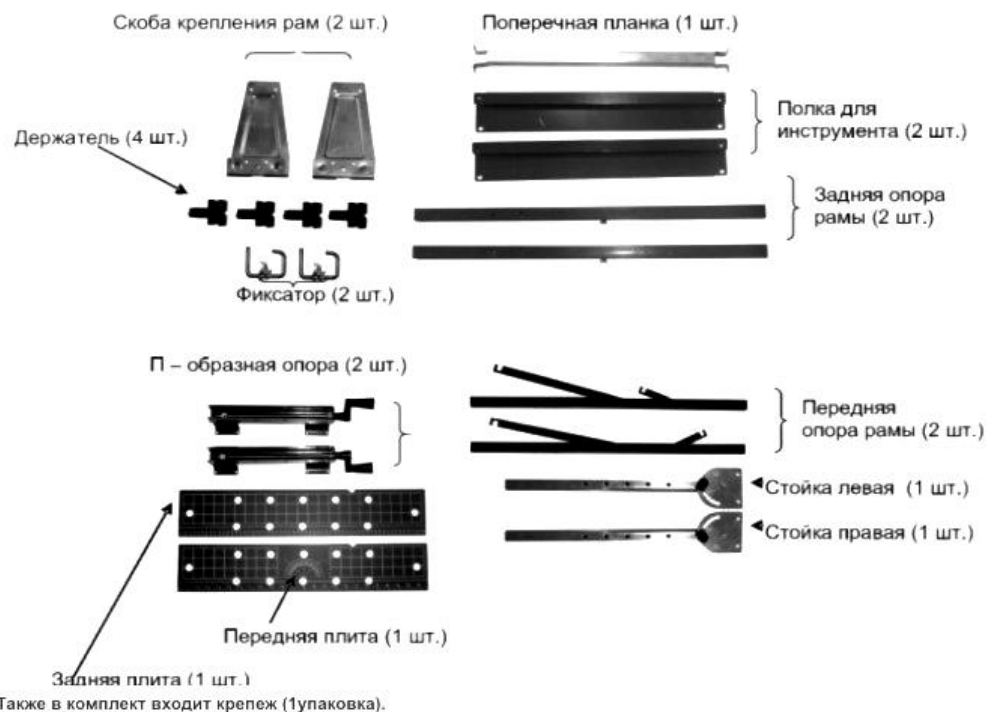 Скоба крепления рам (2 шт.)
Поперечная планка (1 шт.)
Держатель (4 шт.)
Полка для
инструмента (2 шт.)
Задняя опора
рамы (2 шт.)
Фиксатор (2 шт.)
П – образная опора (2 шт.)
Передняя
опора рамы (2 шт.)
Стойка левая (1 шт.)
Стойка правая (1 шт.)
Передняя плита (1 шт.)
Задняя плита (1 шт.)
Также в комплект входит крепеж (1упаковка).